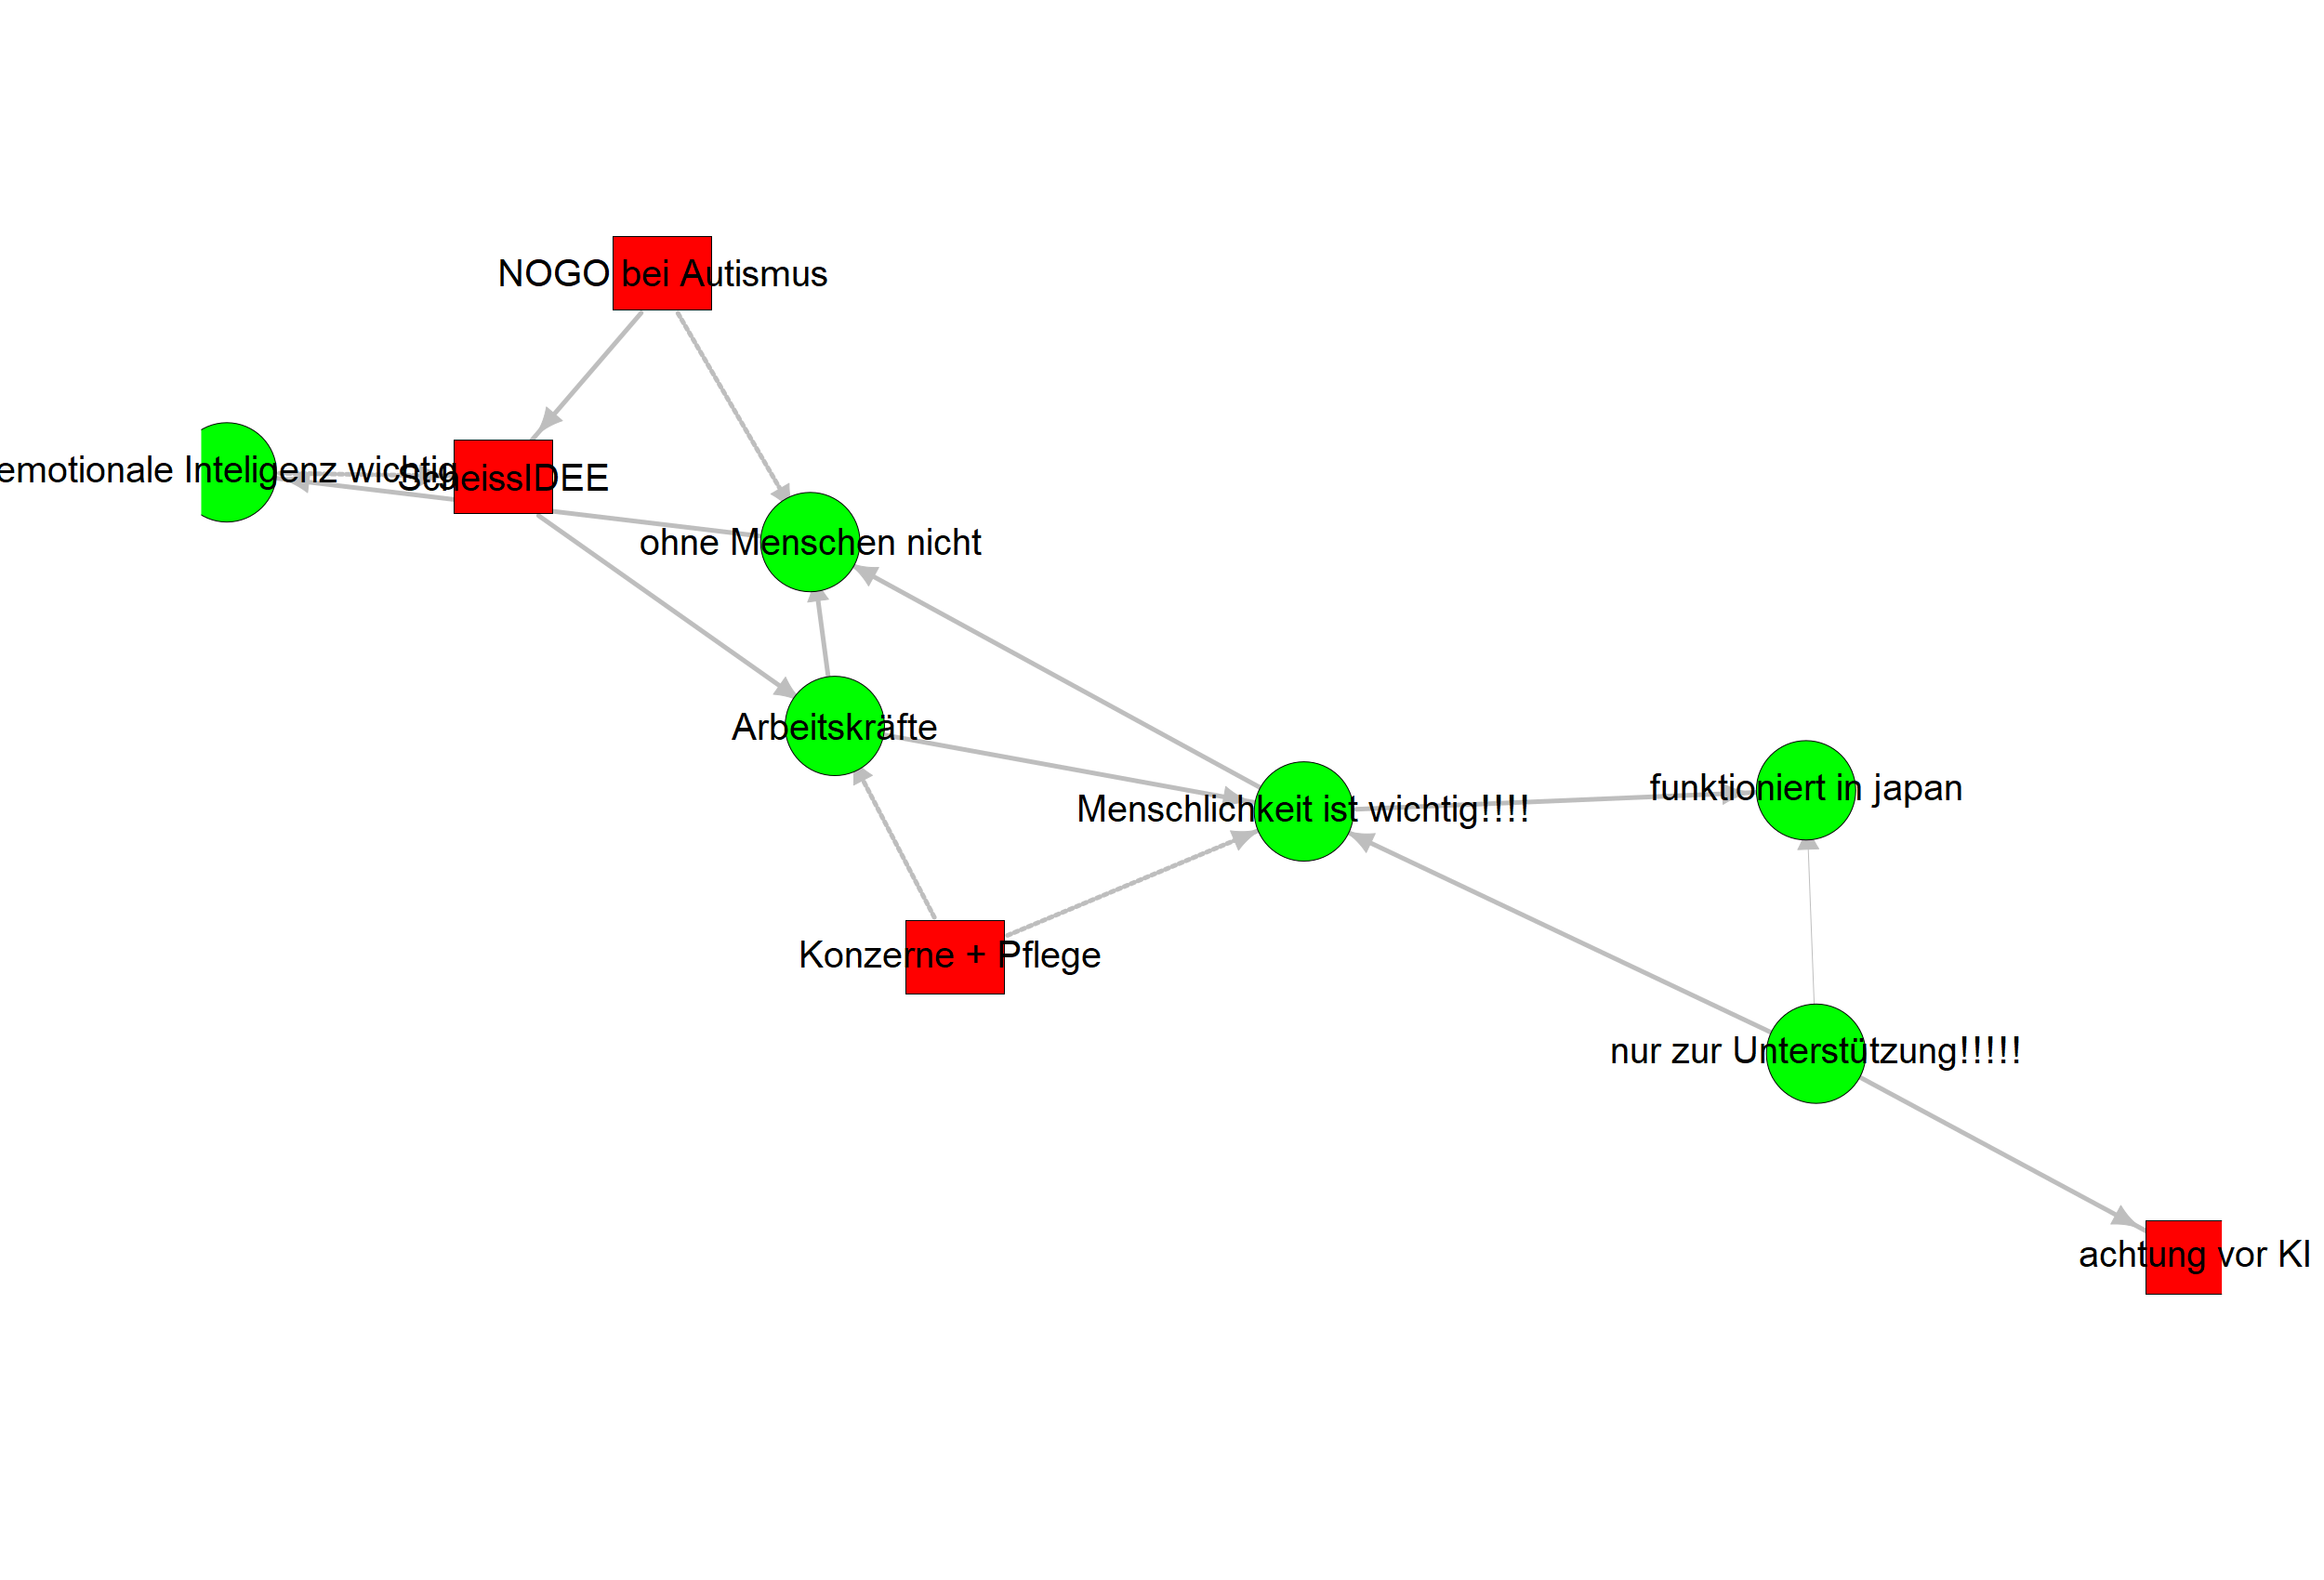 NOGO bei Autismus
emotionale Inteligenz wichtig
ScheissIDEE
ohne Menschen nicht
Arbeitskräfte
funktioniert in japan
Menschlichkeit ist wichtig!!!!
Konzerne + Pflege
nur zur Unterstützung!!!!!
achtung vor KI